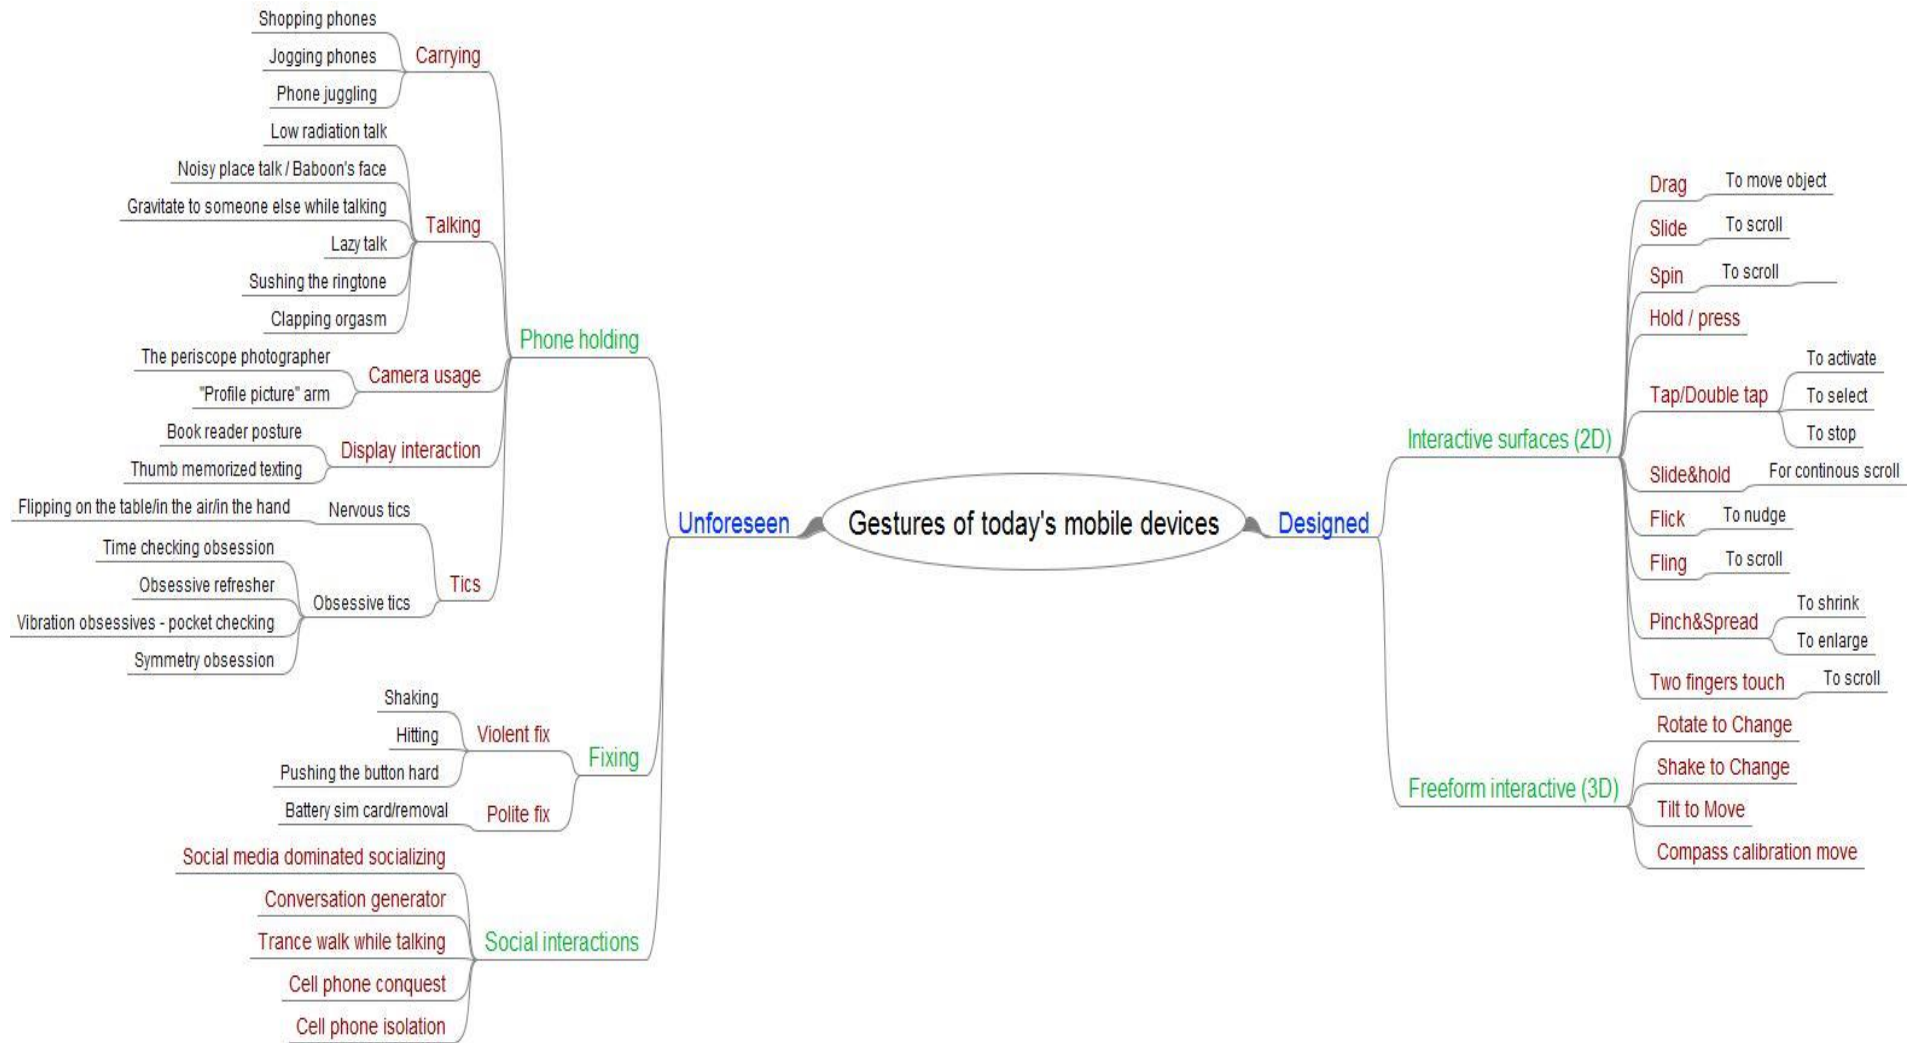 Gestures of today's mobile devices
Unforeseen
Phone holding
Carrying
Shopping phones
Jogging phones
Phone juggling
Talking
Low radiation talk
Noisy place talk / Baboon's face
Gravitate to someone else while talking
Lazy talk
Sushing the ringtone
Clapping orgasm
Camera usage
The periscope photographer
"Profile picture" arm
Display interaction
Book reader posture
Thumb memorized texting
Tics
Nervous tics
Flipping on the table/in the air/in the hand
Obsessive tics
Time checking obsession
Obsessive refresher
Vibration obsessives - pocket checking
Symmetry obsession
Fixing
Violent fix
Shaking
Hitting
Pushing the button hard
Polite fix
Battery sim card/removal
Social interactions
Social media dominated socializing
Conversation generator
Trance walk while talking
Cell phone conquest
Cell phone isolation
Designed
Interactive surfaces (2D)
Drag
To move object
Slide
To scroll
Spin
To scroll
Hold / press
Tap/Double tap
To activate
To select
To stop
Slide&hold
For continous scroll
Flick
To nudge
Fling
To scroll
Pinch&Spread
To shrink
To enlarge
Two fingers touch
To scroll
Freeform interactive (3D)
Rotate to Change
Shake to Change
Tilt to Move
Compass calibration move